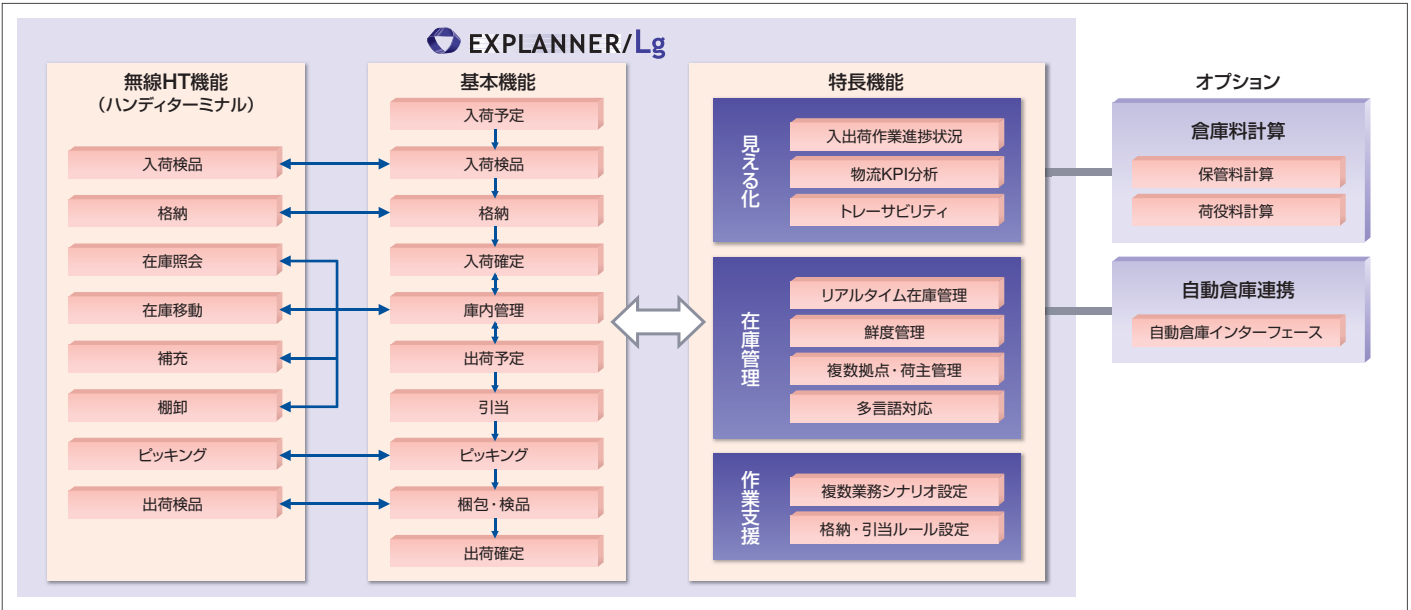 EXPLANNER/Lg
無線HT機能
（ハンディターミナル）
入荷検品
格納
在庫照会
在庫移動
補充
棚卸
ピッキング
出荷検品
基本機能
入荷予定
入荷検品
格納
入荷確定
庫内管理
出荷予定
引当
ピッキング
梱包・検品
出荷確定
特長機能
見える化
入出荷作業進捗状況
物流KPI分析
トレーサビリティ
在庫管理
リアルタイム在庫管理
鮮度管理
複数拠点・荷主管理
多言語対応
作業支援
複数業務シナリオ設定
格納・引当ルール設定
オプション
倉庫料計算
保管料計算
荷役料計算
自動倉庫連携
自動倉庫インターフェース